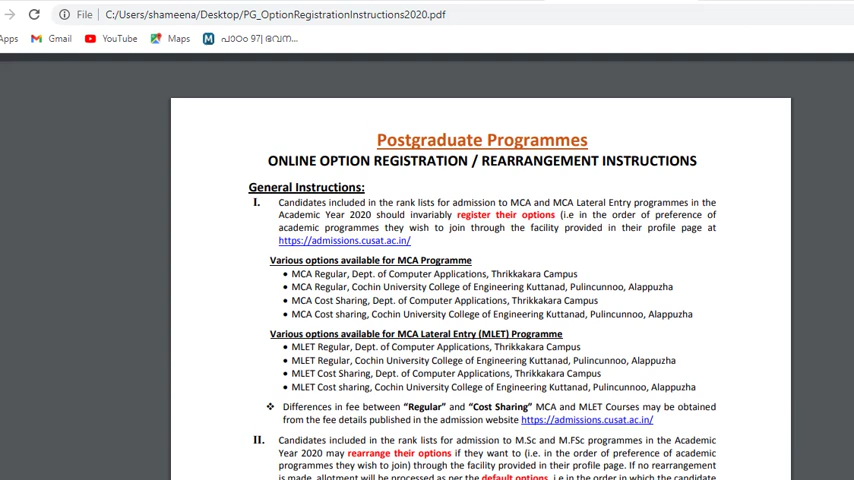 File | C:/Users/shameena/Desktop/PG_OptionRegistrationInstructions2020.pdf
Apps Gmail YouTube Maps പാഠം 97| ഭവന...
Postgraduate Programmes
ONLINE OPTION REGISTRATION / REARRANGEMENT INSTRUCTIONS
General Instructions:
I. Candidates included in the rank lists for admission to MCA and MCA Lateral Entry programmes in the
Academic Year 2020 should invariably register their options (i.e in the order of preference of
academic programmes they wish to join through the facility provided in their profile page at
https://admissions.cusat.ac.in/
Various options available for MCA Programme
• MCA Regular, Dept. of Computer Applications, Thrikkakara Campus
• MCA Regular, Cochin University College of Engineering Kuttanad, Pulincunnoo, Alappuzha
• MCA Cost Sharing, Dept. of Computer Applications, Thrikkakara Campus
• MCA Cost sharing, Cochin University College of Engineering Kuttanad, Pulincunnoo, Alappuzha
Various options available for MCA Lateral Entry (MLET) Programme
• MLET Regular, Dept. of Computer Applications, Thrikkakara Campus
• MLET Regular, Cochin University College of Engineering Kuttanad, Pulincunnoo, Alappuzha
• MLET Cost Sharing, Dept. of Computer Applications, Thrikkakara Campus
• MLET Cost sharing, Cochin University College of Engineering Kuttanad, Pulincunnoo, Alappuzha
❖ Differences in fee between “Regular” and “Cost Sharing” MCA and MLET Courses may be obtained
from the fee details published in the admission website https://admissions.cusat.ac.in/
II. Candidates included in the rank lists for admission to M.Sc and M.FSc programmes in the Academic
Year 2020 may rearrange their options if they want to (i.e. in the order of preference of academic
programmes they wish to join) through the facility provided in their profile page. If no rearrangement
is made, allotment will be processed as per the default options, i.e in the order in which the candidate